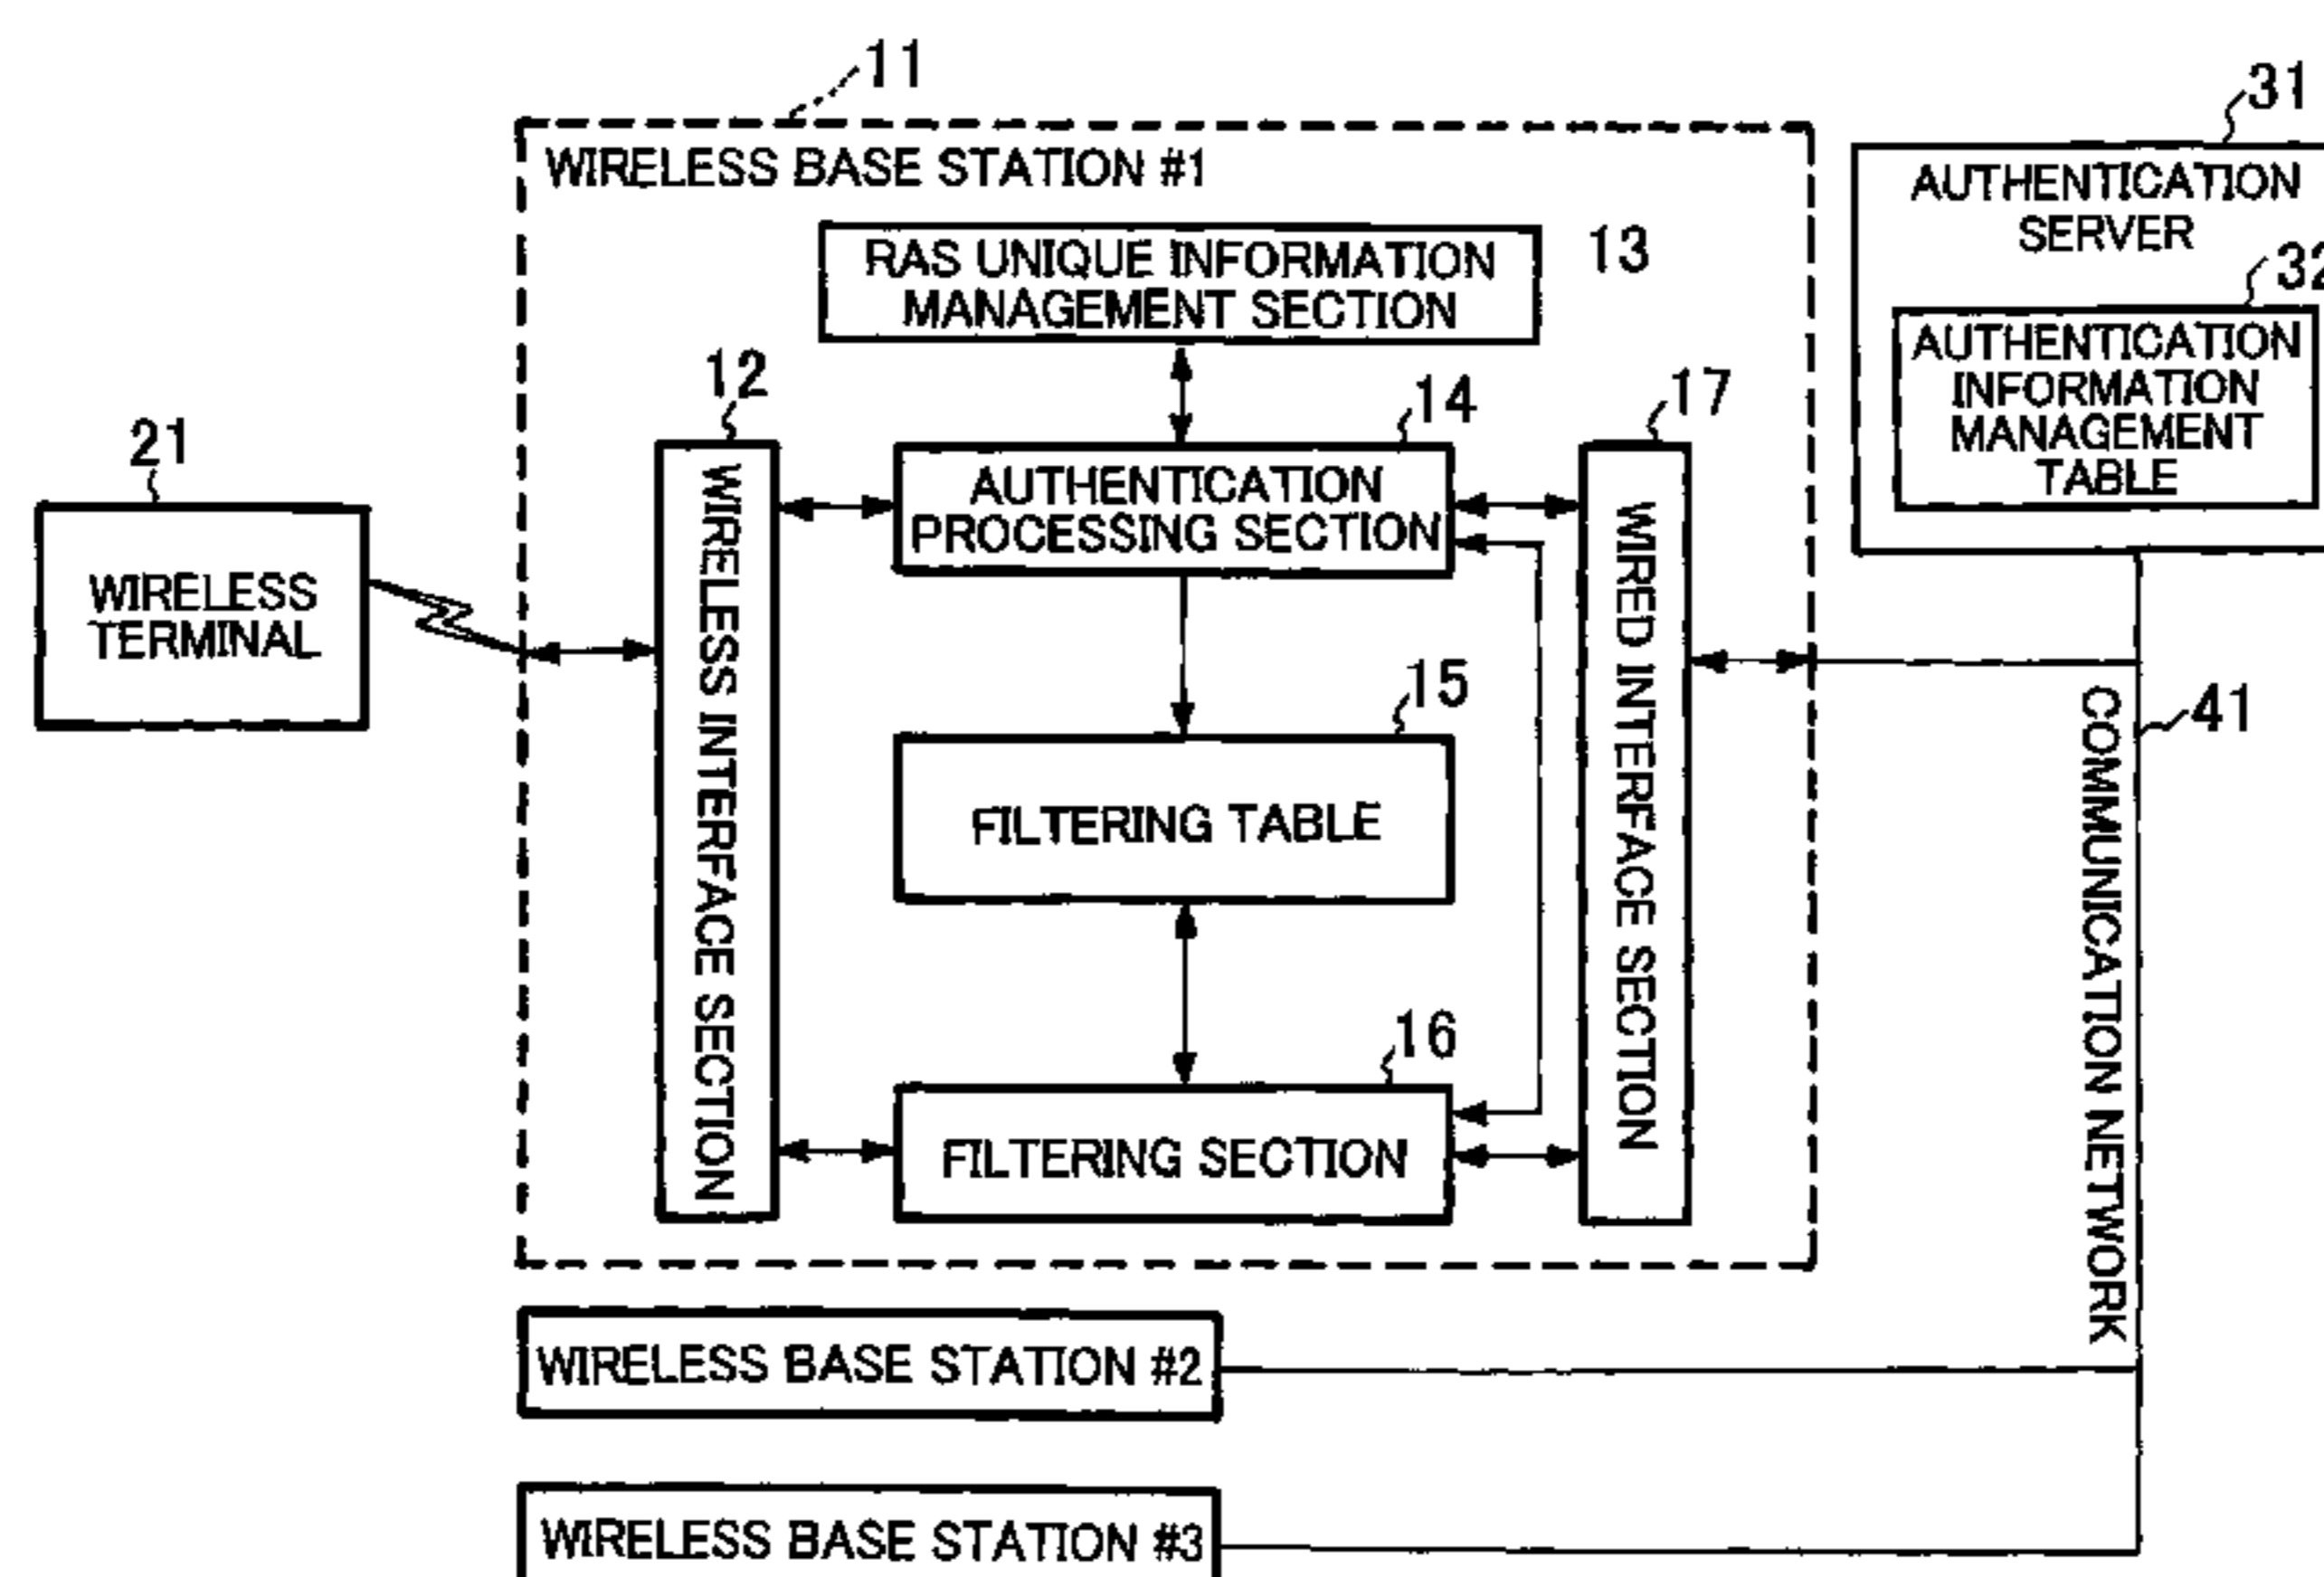 11
31
WIRELESS BASE STATION #1
AUTHENTICATION
SERVER
RAS UNIQUE INFORMATION
MANAGEMENT SECTION
13
32
AUTHENTICATION
INFORMATION
MANAGEMENT
TABLE
12
14
17
21
AUTHENTICATION
PROCESSING SECTION
WIRELESS
TERMINAL
WIRELESS INTERFACE SECTION
WIRED INTERFACE SECTION
15
41
FILTERING TABLE
COMMUNICATION NETWORK
16
FILTERING SECTION
WIRELESS BASE STATION #2
WIRELESS BASE STATION #3